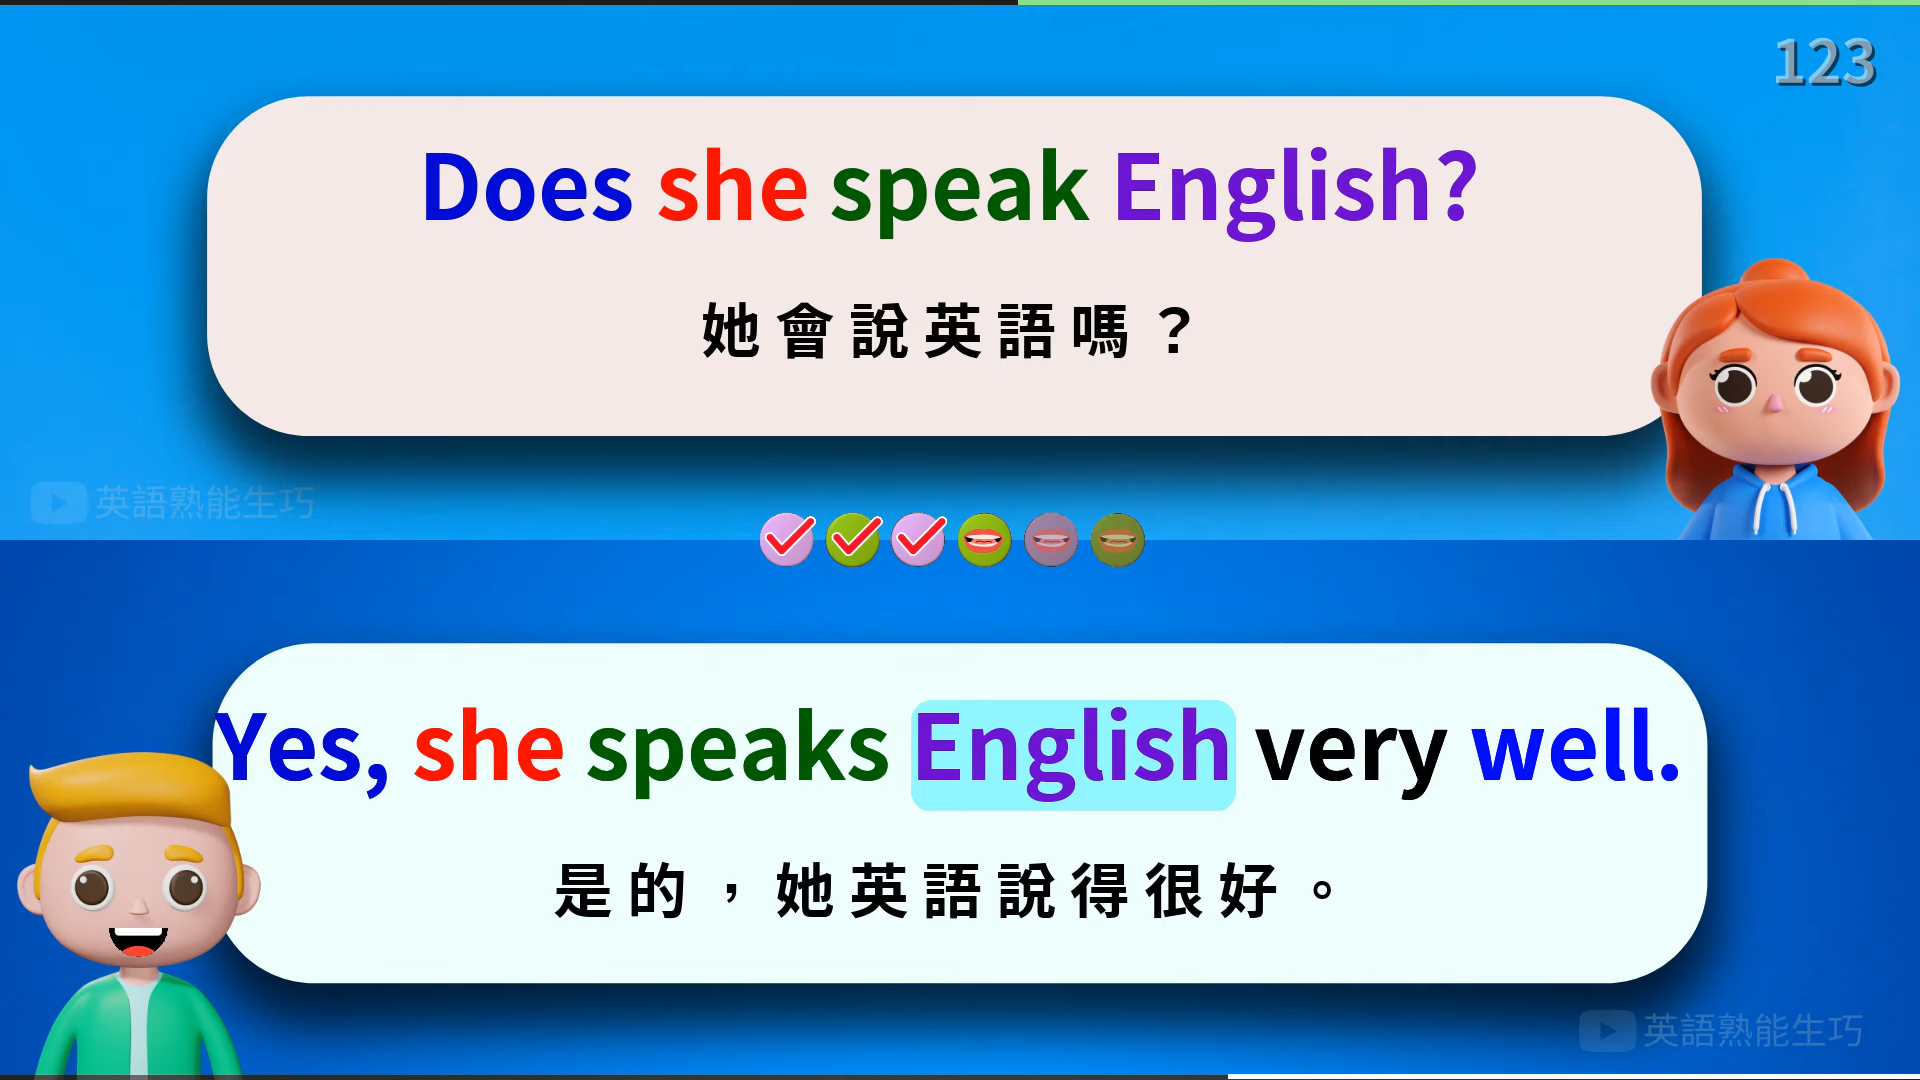 123
Does she speak English?
她會說英語嗎？
英語熟能生巧
Yes, she speaks English very well.
是的，她英語說得很好。
英語熟能生巧